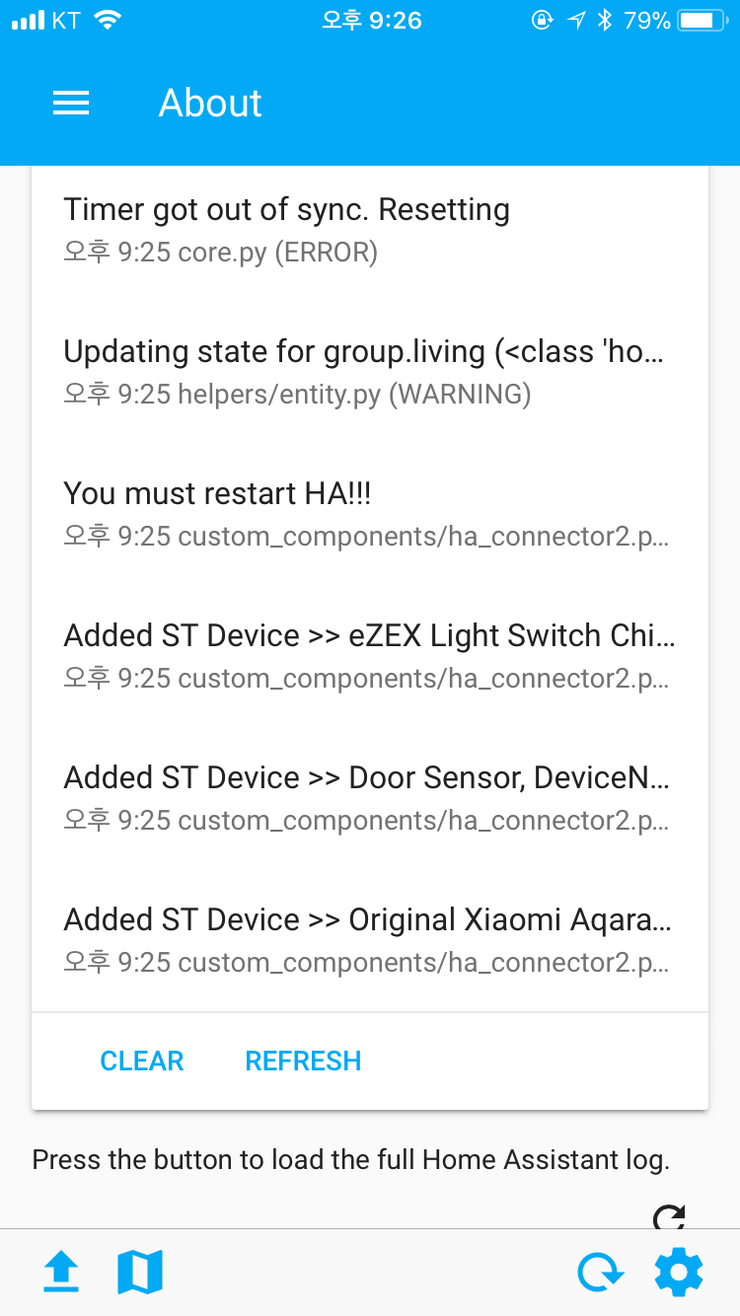 KT 오후 9:26 79%
About
Timer got out of sync. Resetting
오후 9:25 core.py (ERROR)
Updating state for group.living (<class 'ho...
오후 9:25 helpers/entity.py (WARNING)
You must restart HA!!!
오후 9:25 custom_components/ha_connector2.p...
Added ST Device >> eZEX Light Switch Chi...
오후 9:25 custom_components/ha_connector2.p...
Added ST Device >> Door Sensor, DeviceN...
오후 9:25 custom_components/ha_connector2.p...
Added ST Device >> Original Xiaomi Aqara...
오후 9:25 custom_components/ha_connector2.p...
CLEAR REFRESH
Press the button to load the full Home Assistant log.